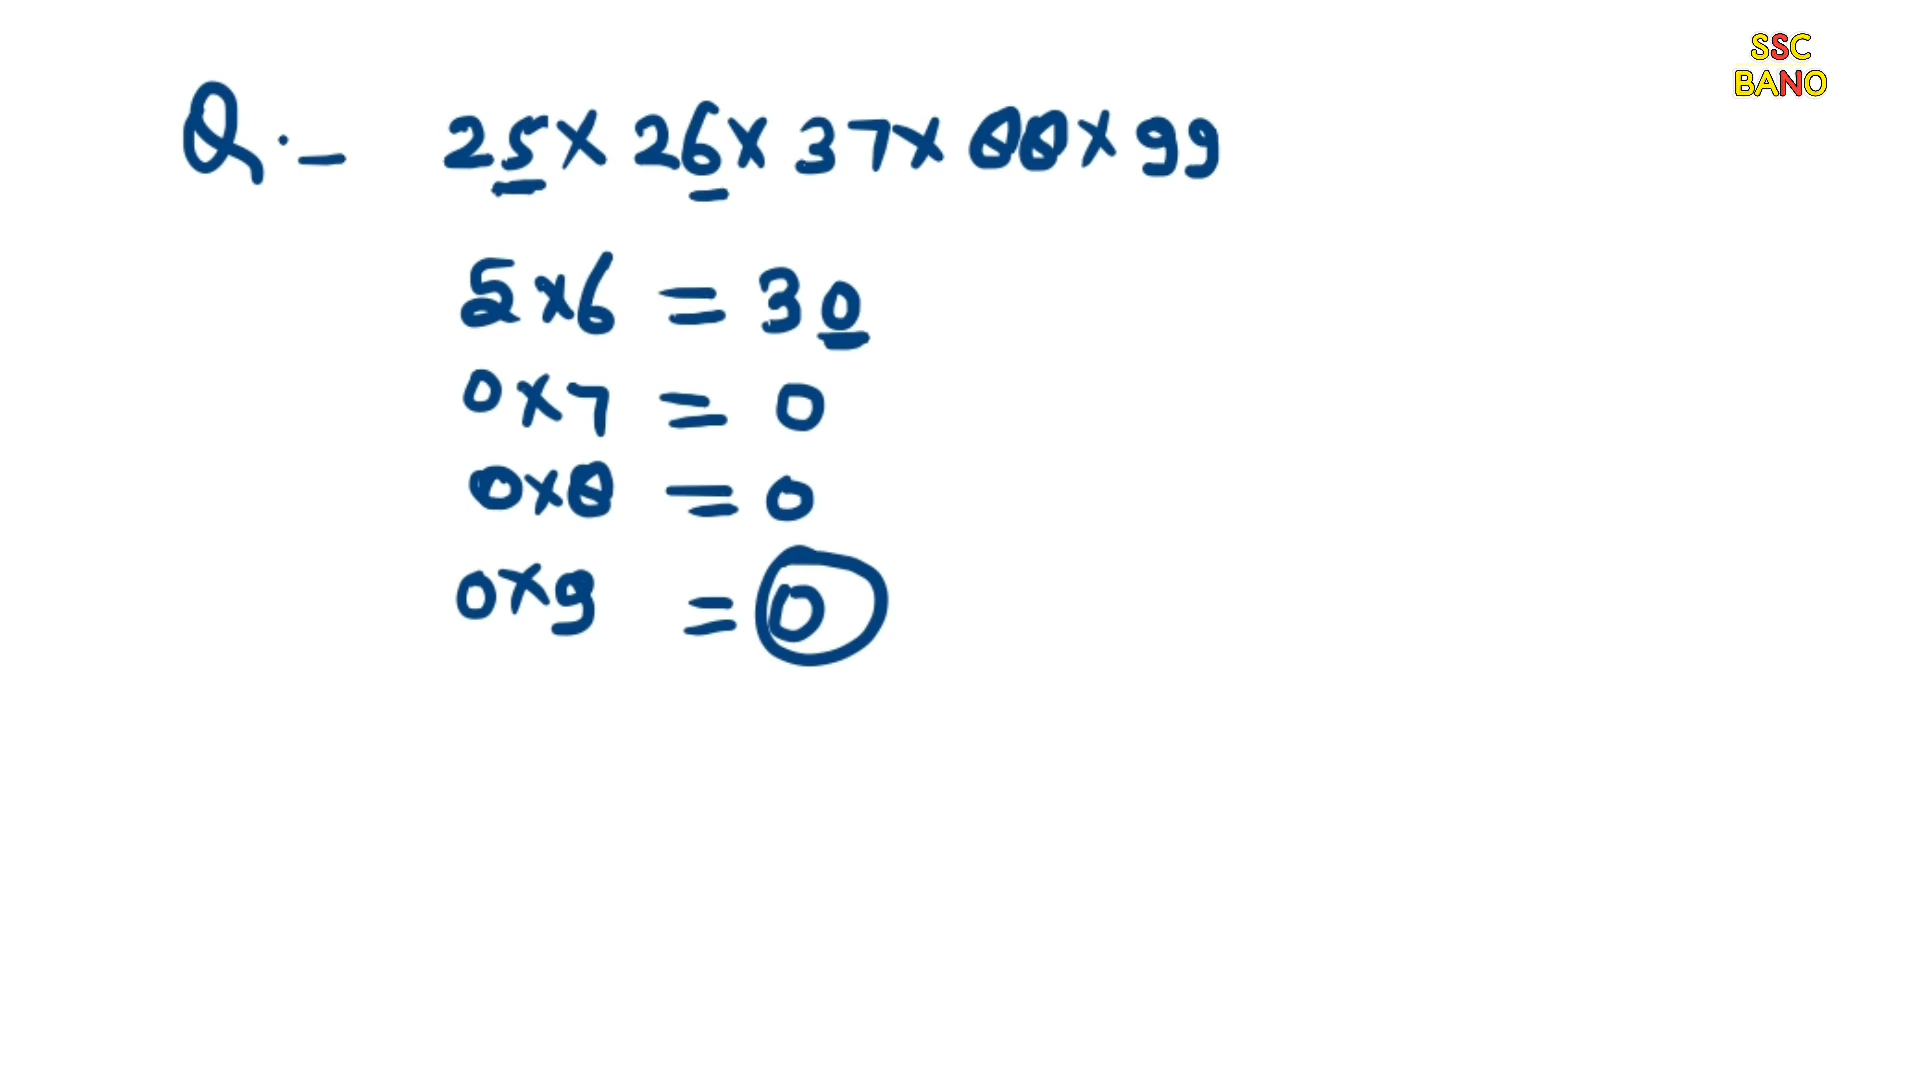 SSC
BANO
Q.- 25 x 26 x 37 x 88 x 99
5 x 6 = 30
0 x 7 = 0
0 x 8 = 0
0 x 9 = 0